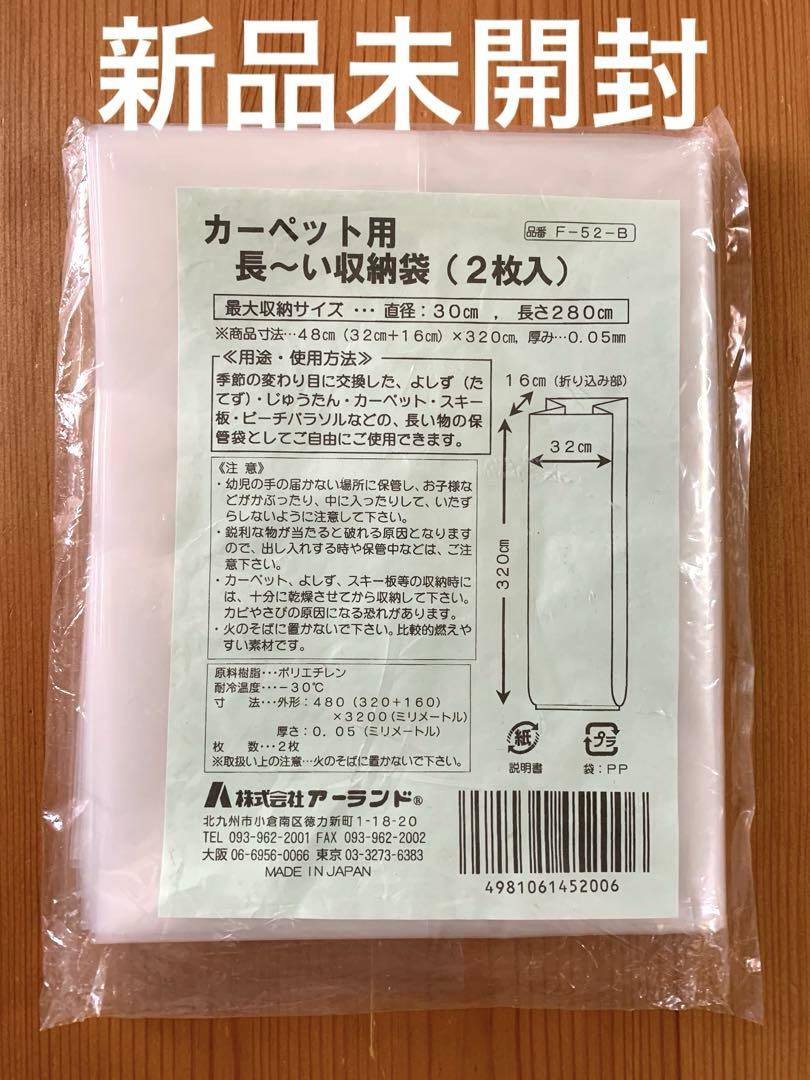 新品未開封
カーペット用
品番 F-52-B
長〜い収納袋(2枚入)
最大収納サイズ…直径:30㎝,長さ280㎝
※商品寸法…48㎝(32㎝+16㎝)×320㎝,厚み…0.05㎜
≪用途・使用方法≫
季節の変わり目に交換した、よしず(た
てず)・じゅうたん・カーペット・スキー
板・ビーチパラソルなどの、長い物の保
管袋としてご自由にご使用できます。
16㎝(折り込み部)
32㎝
320㎝
《注 意》
・幼児の手の届かない場所に保管し、お子様な
どがかぶったり、中に入ったりして、いたず
らしないように注意して下さい。
・鋭利な物が当たると破れる原因となります
ので、出し入れする時や保管中などは、ご注
意下さい。
・カーペット、よしず、スキー板等の収納時に
は、十分に乾燥させてから収納して下さい。
カビやさびの原因になる恐れがあります。
・火のそばに置かないで下さい。比較的燃えや
すい素材です。
原料樹脂…ポリエチレン
耐冷温度…-30℃
寸 法…外形:480(320+160)
×3200(ミリメートル)
厚さ:0.05(ミリメートル)
枚 数…2枚
※取扱い上の注意…火のそばに置かないで下さい。
紙
説明書
プラ
袋:PP
株式会社アーランド®
北九州市小倉南区徳力新町1-18-20
TEL 093-962-2001 FAX 093-962-2002
大阪 06-6956-0066 東京 03-3273-6383
MADE IN JAPAN
4981061452006